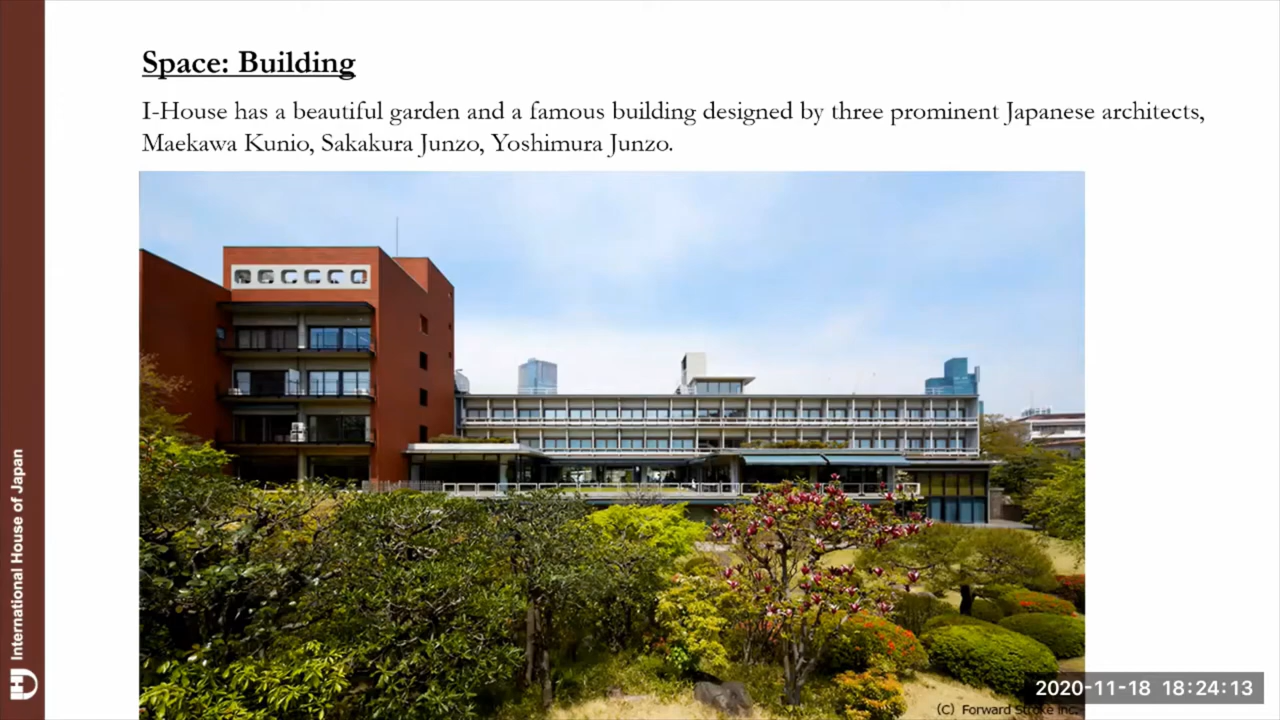 Space: Building
I-House has a beautiful garden and a famous building designed by three prominent Japanese architects,
Maekawa Kunio, Sakakura Junzo, Yoshimura Junzo.
International House of Japan
2020-11-18 18:24:13
(C) Forward Stroke inc.